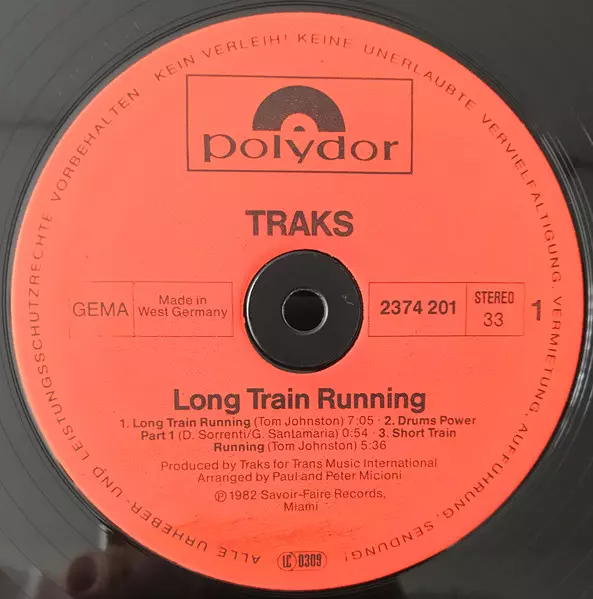 ALLE URHEBER- UND LEISTUNGSSCHUTZRECHTE VORBEHALTEN KEIN VERLEIH! KEINE UNERLAUBTE VERVIELFÄLTIGUNG, VERMIETUNG, AUFFÜHRUNG, SENDUNG!
polydor
TRAKS
GEMA
Made in
West Germany
2374 201
STEREO
33
1
Long Train Running
1. Long Train Running (Tom Johnston) 7:05 · 2. Drums Power
Part 1 (D. Sorrenti/G. Santamaria) 0:54 · 3. Short Train
Running (Tom Johnston) 5:36
Produced by Traks for Trans Music International
Arranged by Paul and Peter Micioni
℗ 1982 Savoir-Faire Records,
Miami
LC 0309